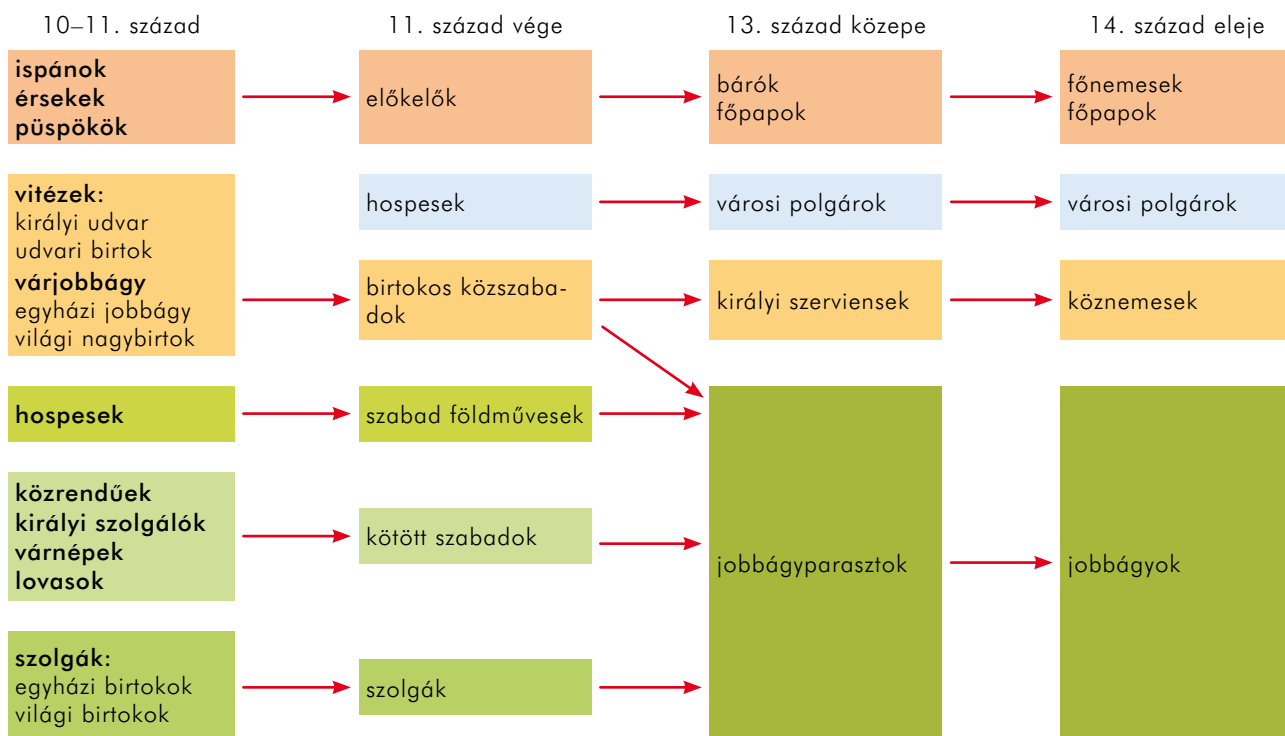 10–11. század
11. század vége
13. század közepe
14. század eleje
ispánok
érsekek
püspökök
előkelők
bárók
főpapok
főnemesek
főpapok
vitézek:
királyi udvar
udvari birtok
várjobbágy
egyházi jobbágy
világi nagybirtok
hospesek
városi polgárok
városi polgárok
birtokos közszaba-
dok
királyi szerviensek
köznemesek
hospesek
szabad földművesek
közrendűek
királyi szolgálók
várnépek
lovasok
kötött szabadok
jobbágyparasztok
jobbágyok
szolgák:
egyházi birtokok
világi birtokok
szolgák